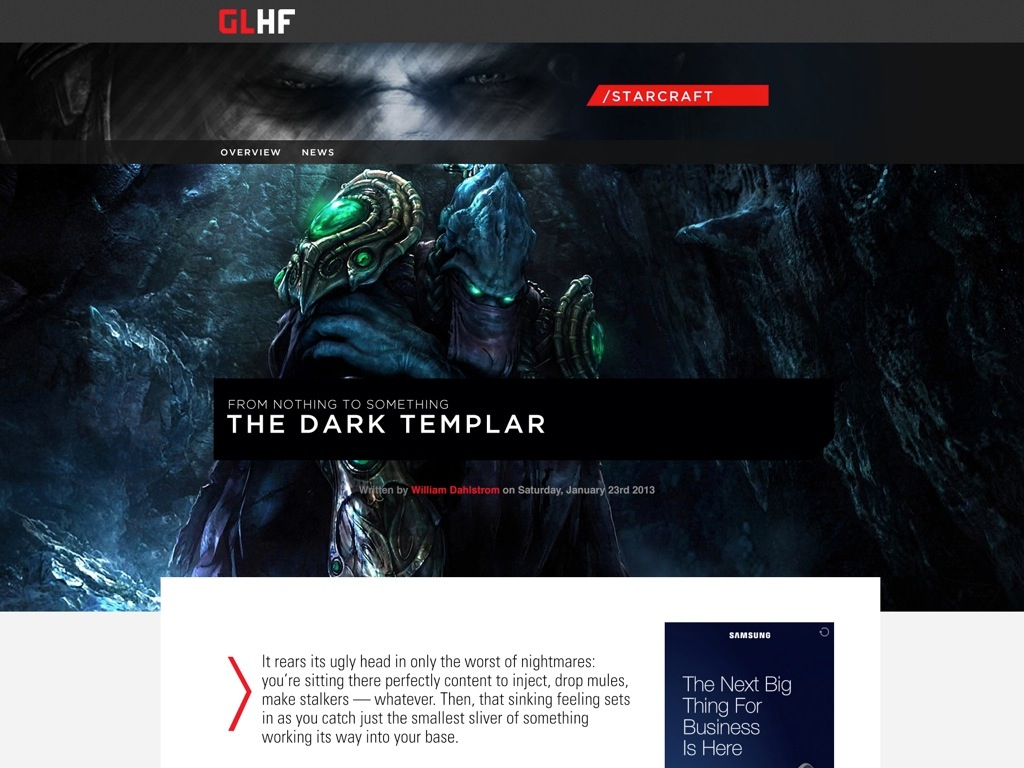 GLHF
/STARCRAFT
OVERVIEW NEWS
FROM NOTHING TO SOMETHING
THE DARK TEMPLAR
Written by William Dahlstrom on Saturday, January 23rd 2013
It rears its ugly head in only the worst of nightmares:
you’re sitting there perfectly content to inject, drop mules,
make stalkers — whatever. Then, that sinking feeling sets
in as you catch just the smallest sliver of something
working its way into your base.
SAMSUNG
The Next Big
Thing For
Business
Is Here